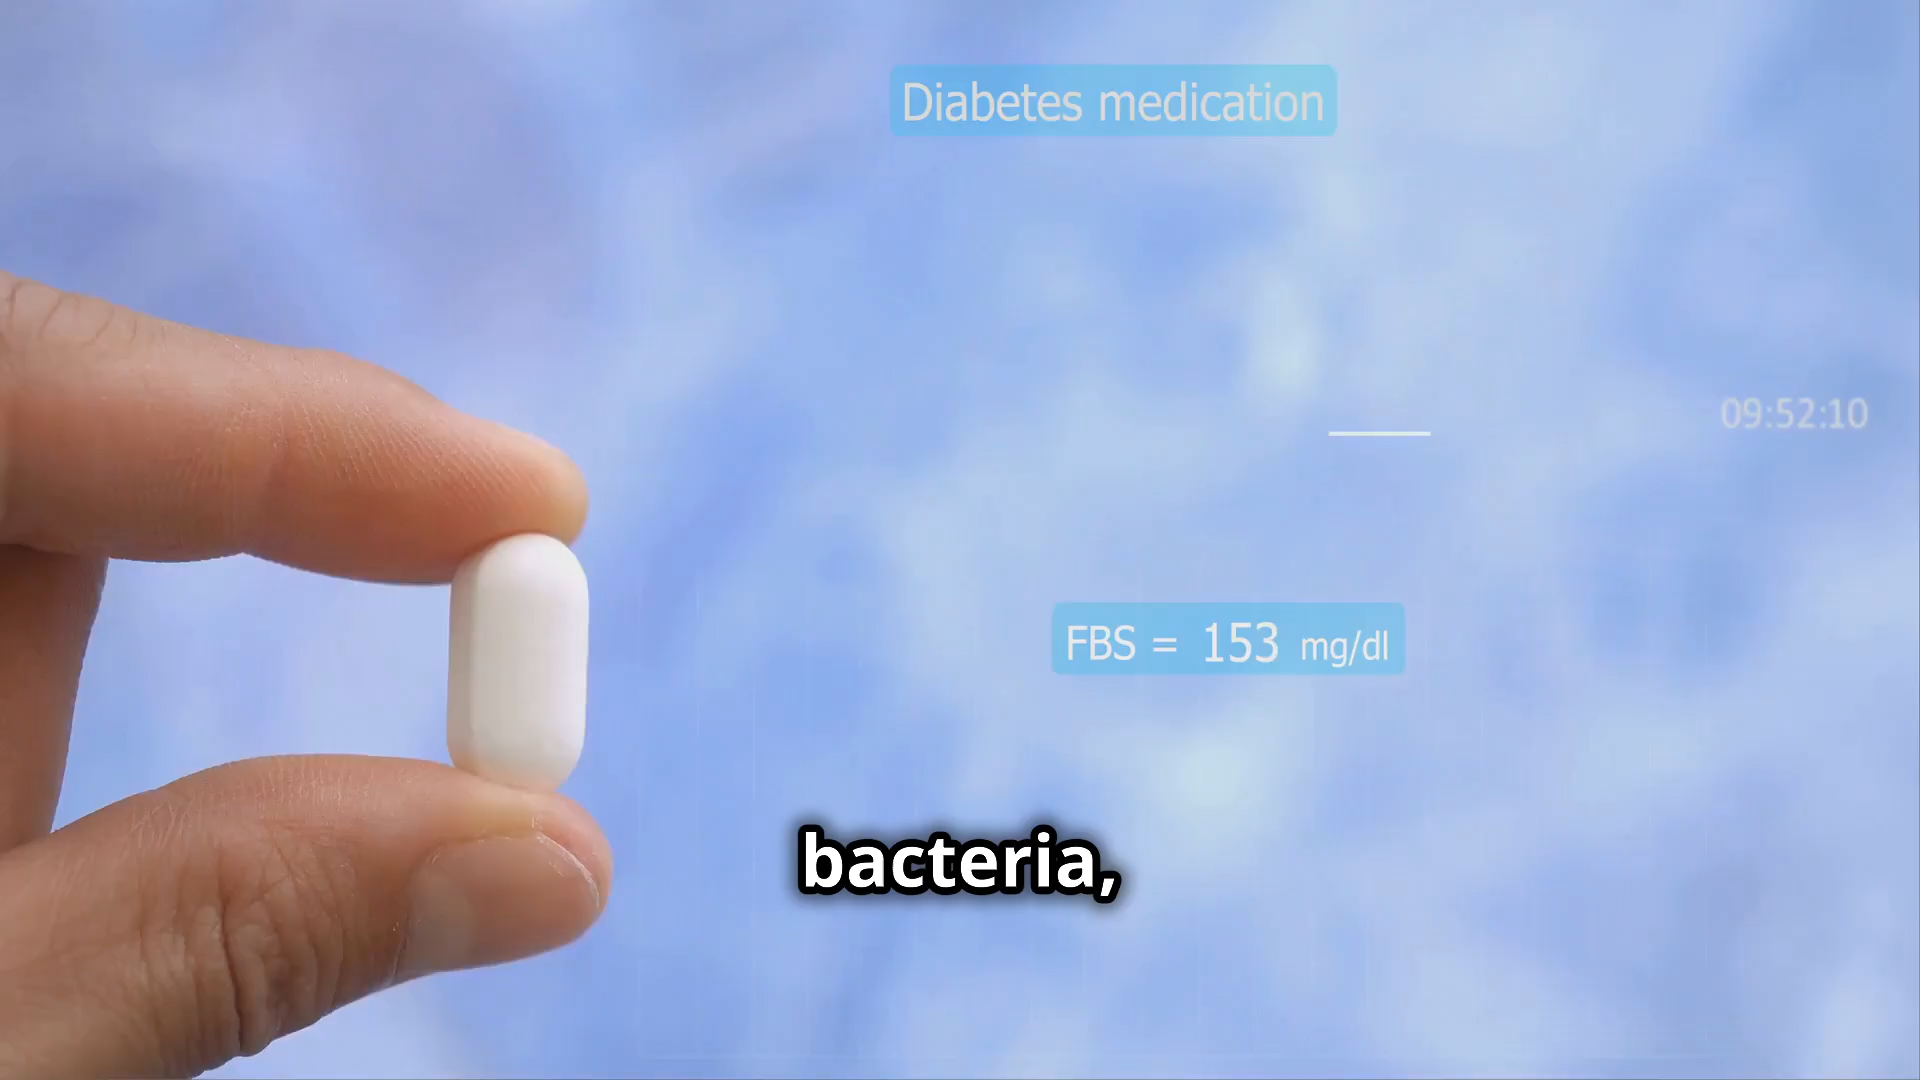 Diabetes medication
09:52:10
FBS = 153 mg/dl
bacteria,